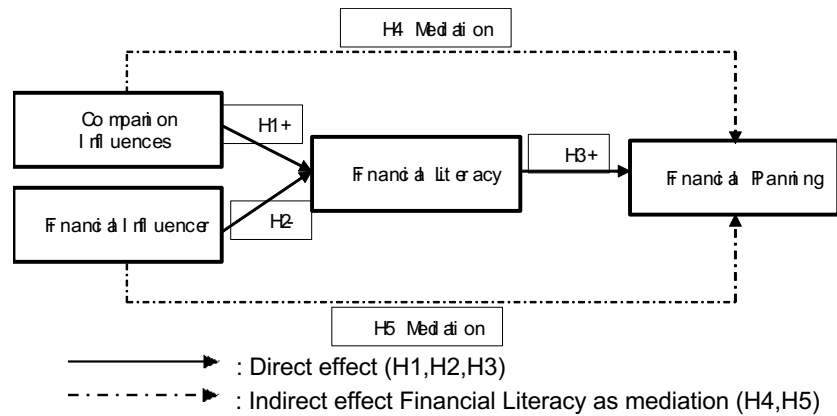 H4 Mediation
Companion
Influences
H1+
Financial Literacy
H3+
Financial Planning
Financial Influencer
H2-
H5 Mediation
: Direct effect (H1,H2,H3)
: Indirect effect Financial Literacy as mediation (H4,H5)